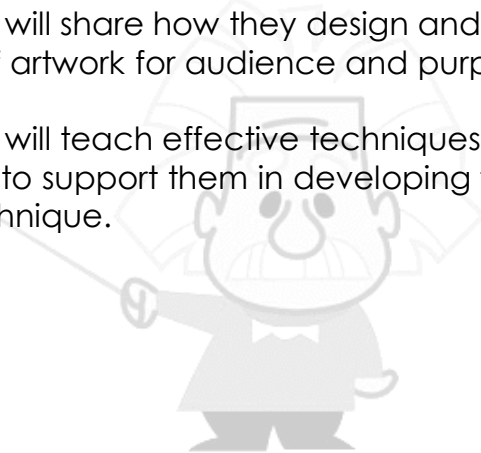 will share how they design and
artwork for audience and purp
will teach effective techniques
to support them in developing
hnique.